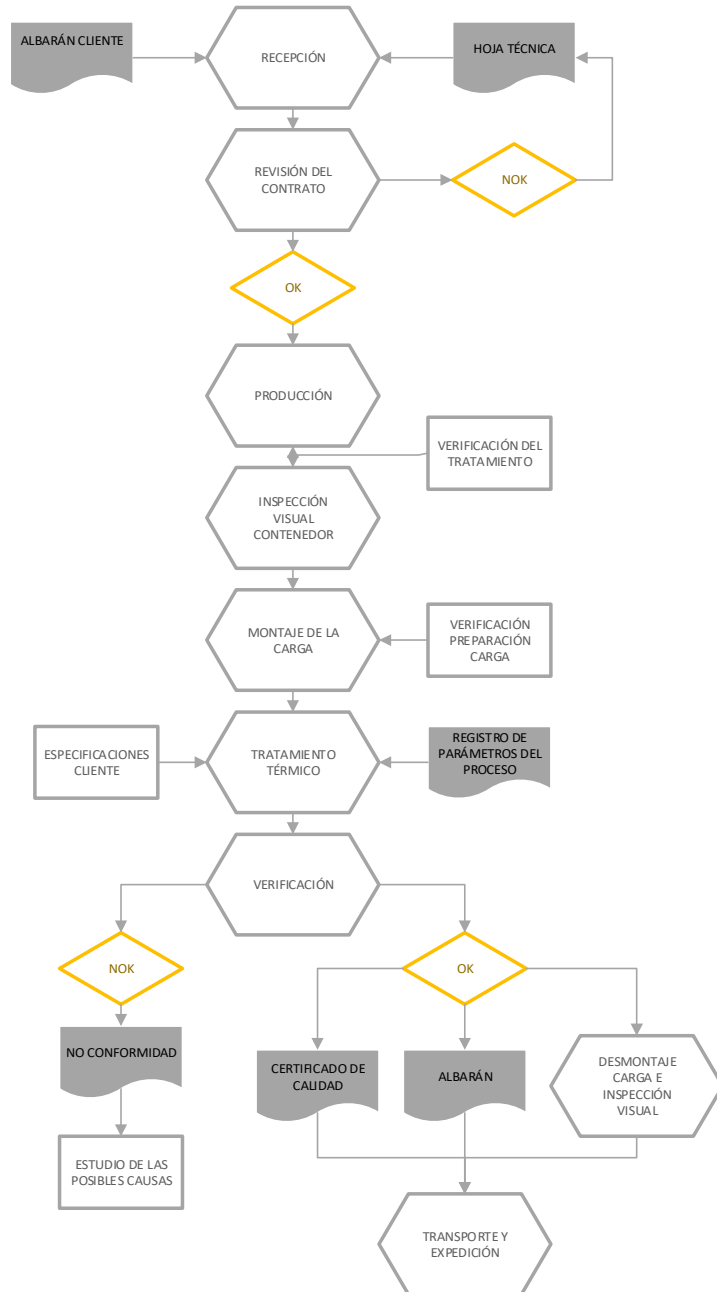 ALBARÁN CLIENTE
RECEPCIÓN
HOJA TÉCNICA
REVISIÓN DEL
CONTRATO
NOK
OK
PRODUCCIÓN
VERIFICACIÓN DEL
TRATAMIENTO
INSPECCIÓN
VISUAL
CONTENEDOR
MONTAJE DE LA
CARGA
VERIFICACIÓN
PREPARACIÓN
CARGA
ESPECIFICACIONES
CLIENTE
TRATAMIENTO
TÉRMICO
REGISTRO DE
PARÁMETROS DEL
PROCESO
VERIFICACIÓN
NOK
OK
NO CONFORMIDAD
CERTIFICADO DE
CALIDAD
ALBARÁN
DESMONTAJE
CARGA E
INSPECCIÓN
VISUAL
ESTUDIO DE LAS
POSIBLES CAUSAS
TRANSPORTE Y
EXPEDICIÓN